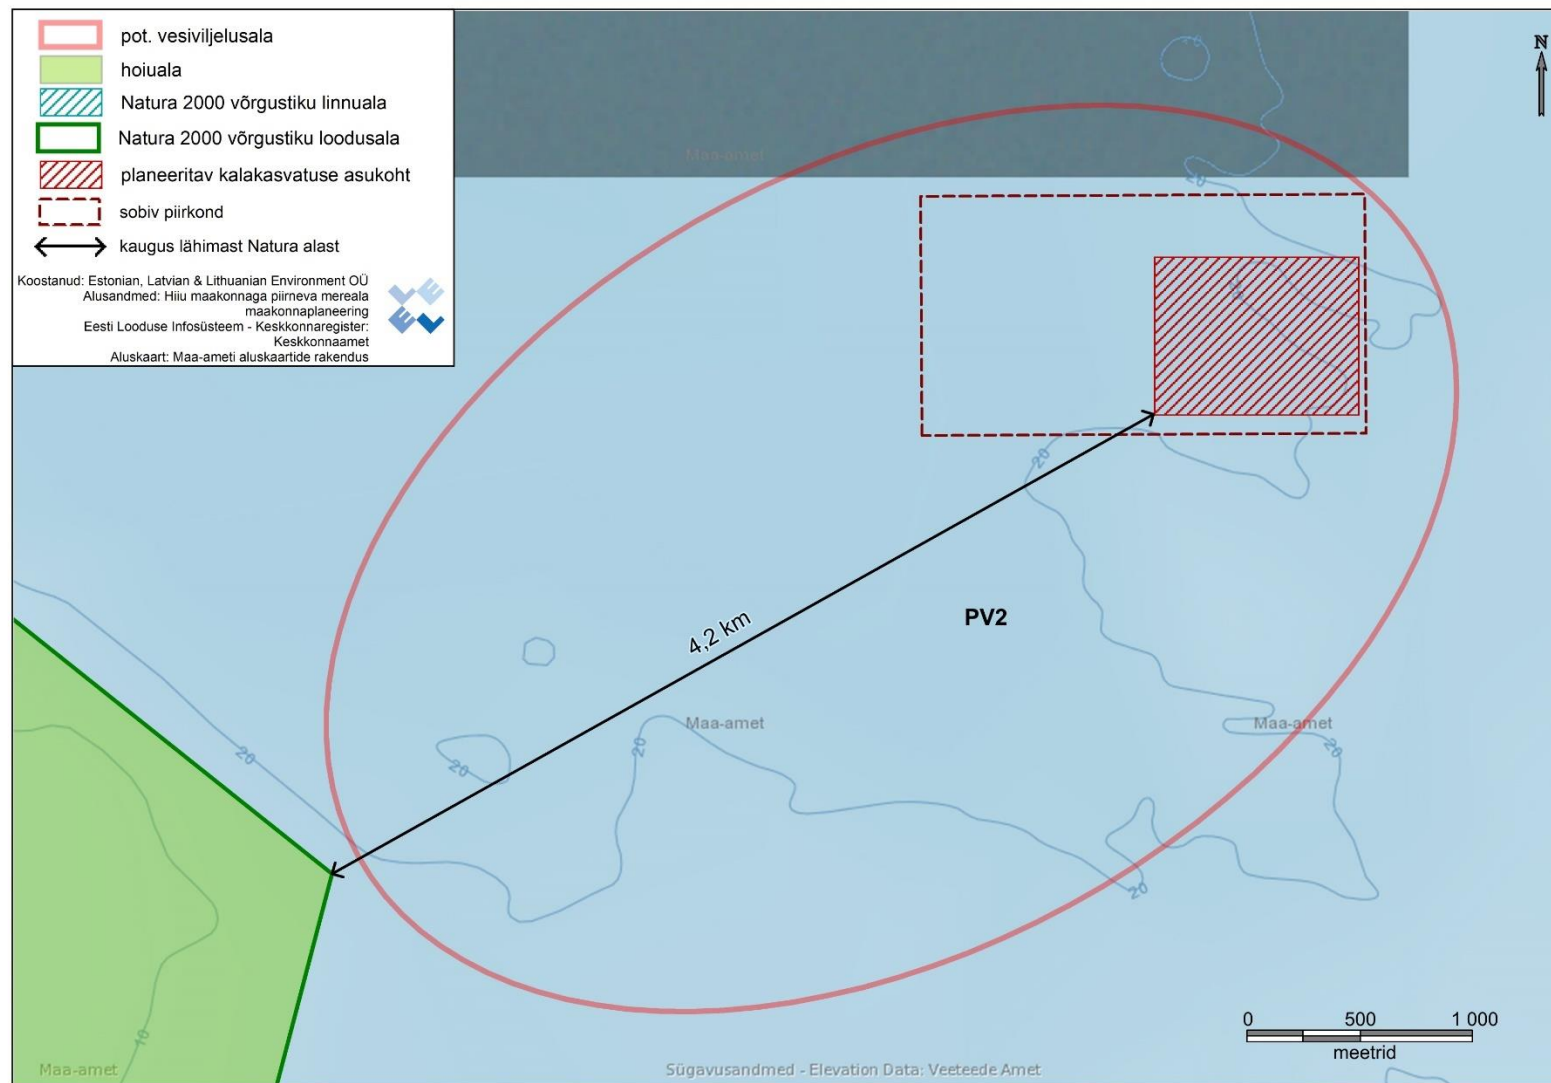 pot. vesiviljelusala
hoiuala
Natura 2000 võrgustiku linnuala
Natura 2000 võrgustiku loodusala
planeeritav kalakasvatuse asukoht
sobiv piirkond
kaugus lähimast Natura alast
Koostanud: Estonian, Latvian & Lithuanian Environment OÜ
Alusandmed: Hiiu maakonnaga piirneva mereala
maakonnaplaneering
Eesti Looduse Infosüsteem - Keskkonnaregister:
Keskkonnaamet
Aluskaart: Maa-ameti aluskaartide rakendus
E
L
E
L
N
Maa-amet
20
20
PV2
4,2 km
Maa-amet
Maa-amet
20
20
20
20
20
10
0 500 1 000
meetrid
Maa-amet
Sügavusandmed - Elevation Data: Veeteede Amet